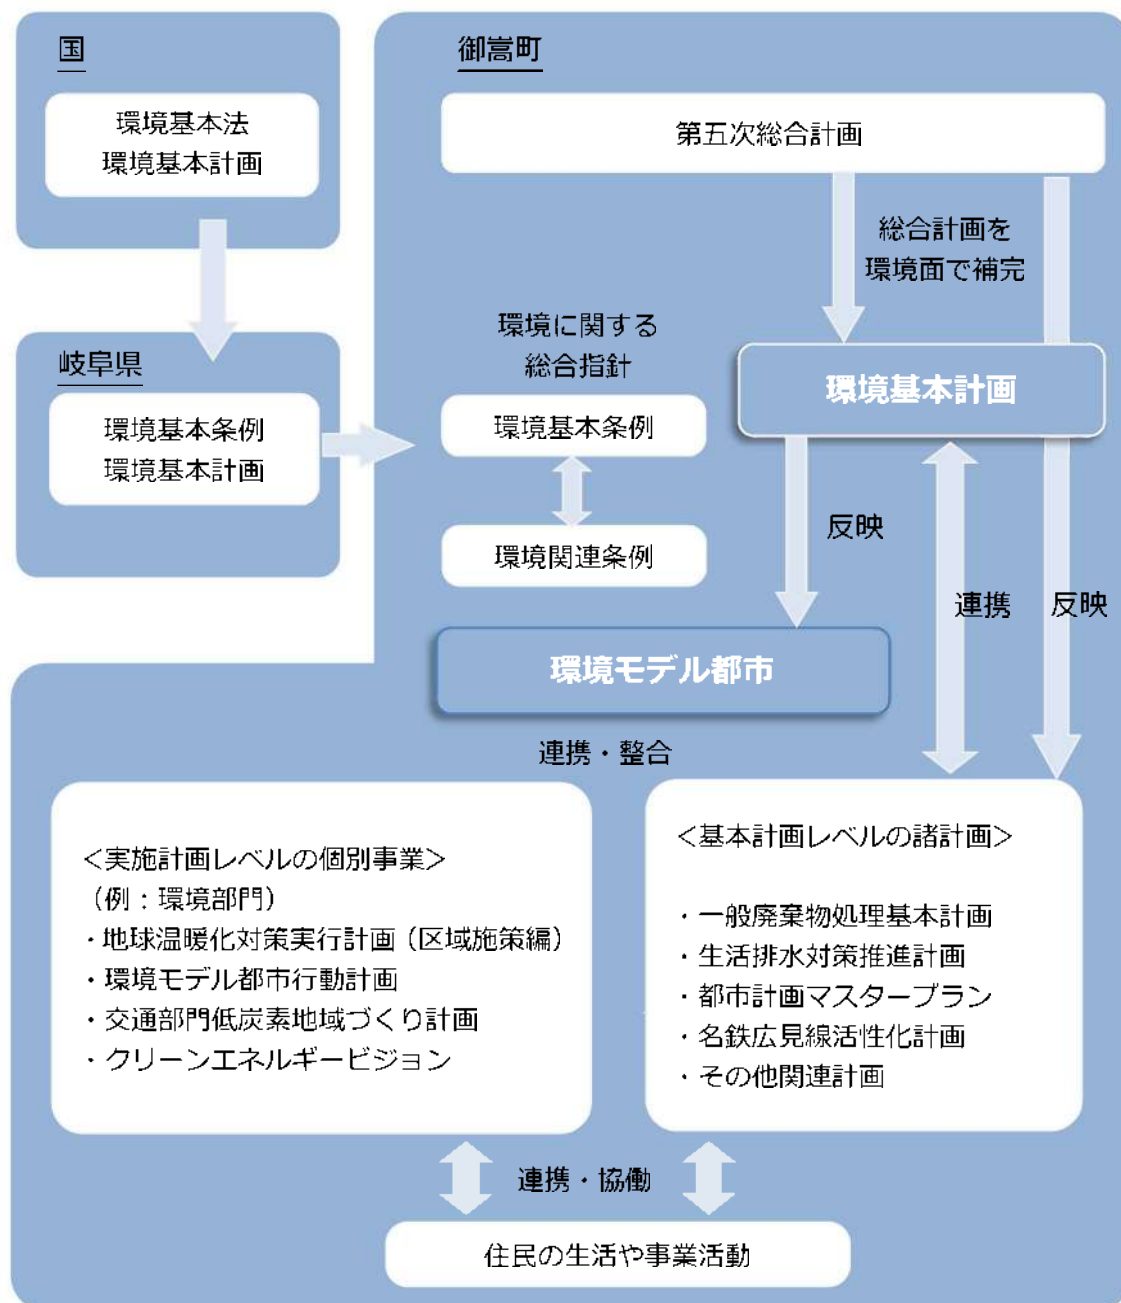 国
環境基本法
環境基本計画
岐阜県
環境基本条例
環境基本計画
御嵩町
第五次総合計画
総合計画を
環境面で補完
環境に関する
総合指針
環境基本条例
環境関連条例
環境基本計画
反映
連携
反映
環境モデル都市
連携・整合
＜実施計画レベルの個別事業＞
（例：環境部門）
・地球温暖化対策実行計画（区域施策編）
・環境モデル都市行動計画
・交通部門低炭素地域づくり計画
・クリーンエネルギービジョン
＜基本計画レベルの諸計画＞
・一般廃棄物処理基本計画
・生活排水対策推進計画
・都市計画マスタープラン
・名鉄広見線活性化計画
・その他関連計画
連携・協働
住民の生活や事業活動